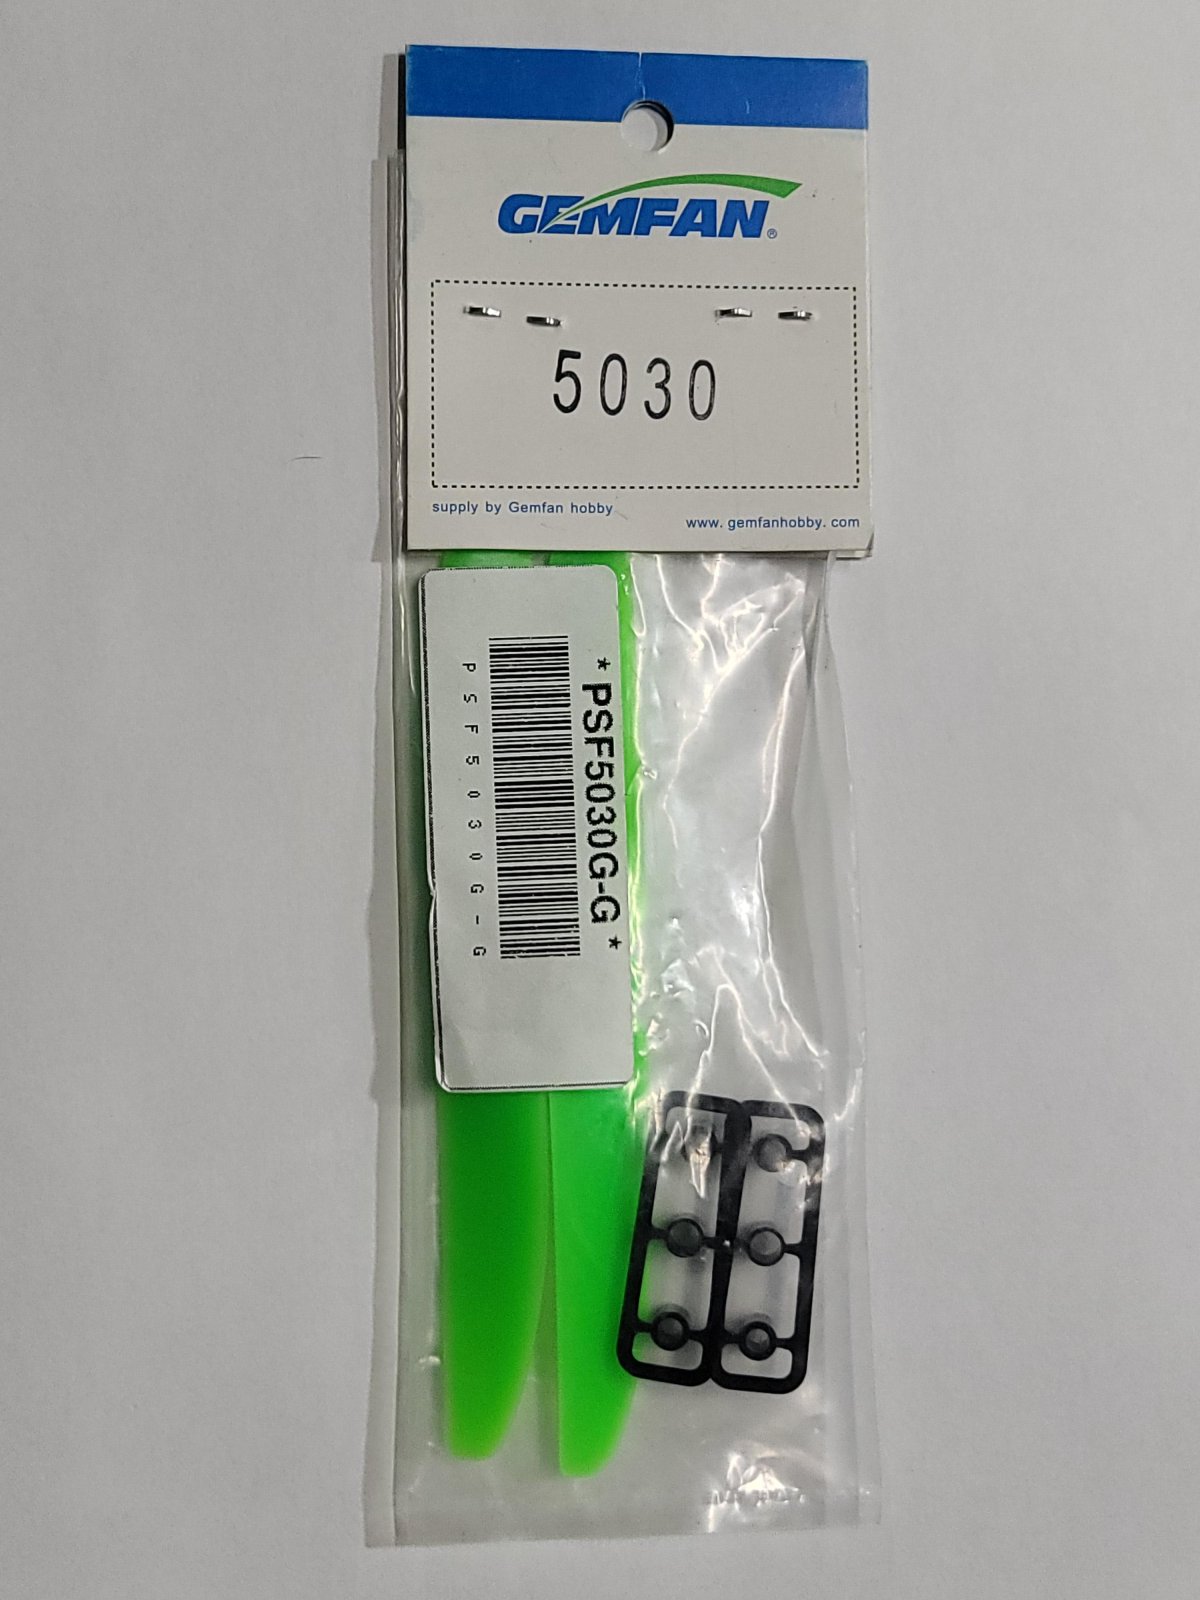 GEMFAN®
5030
supply by Gemfan hobby
www.gemfanhobby.com
* PSF5030G-G *
PSF5030G-G